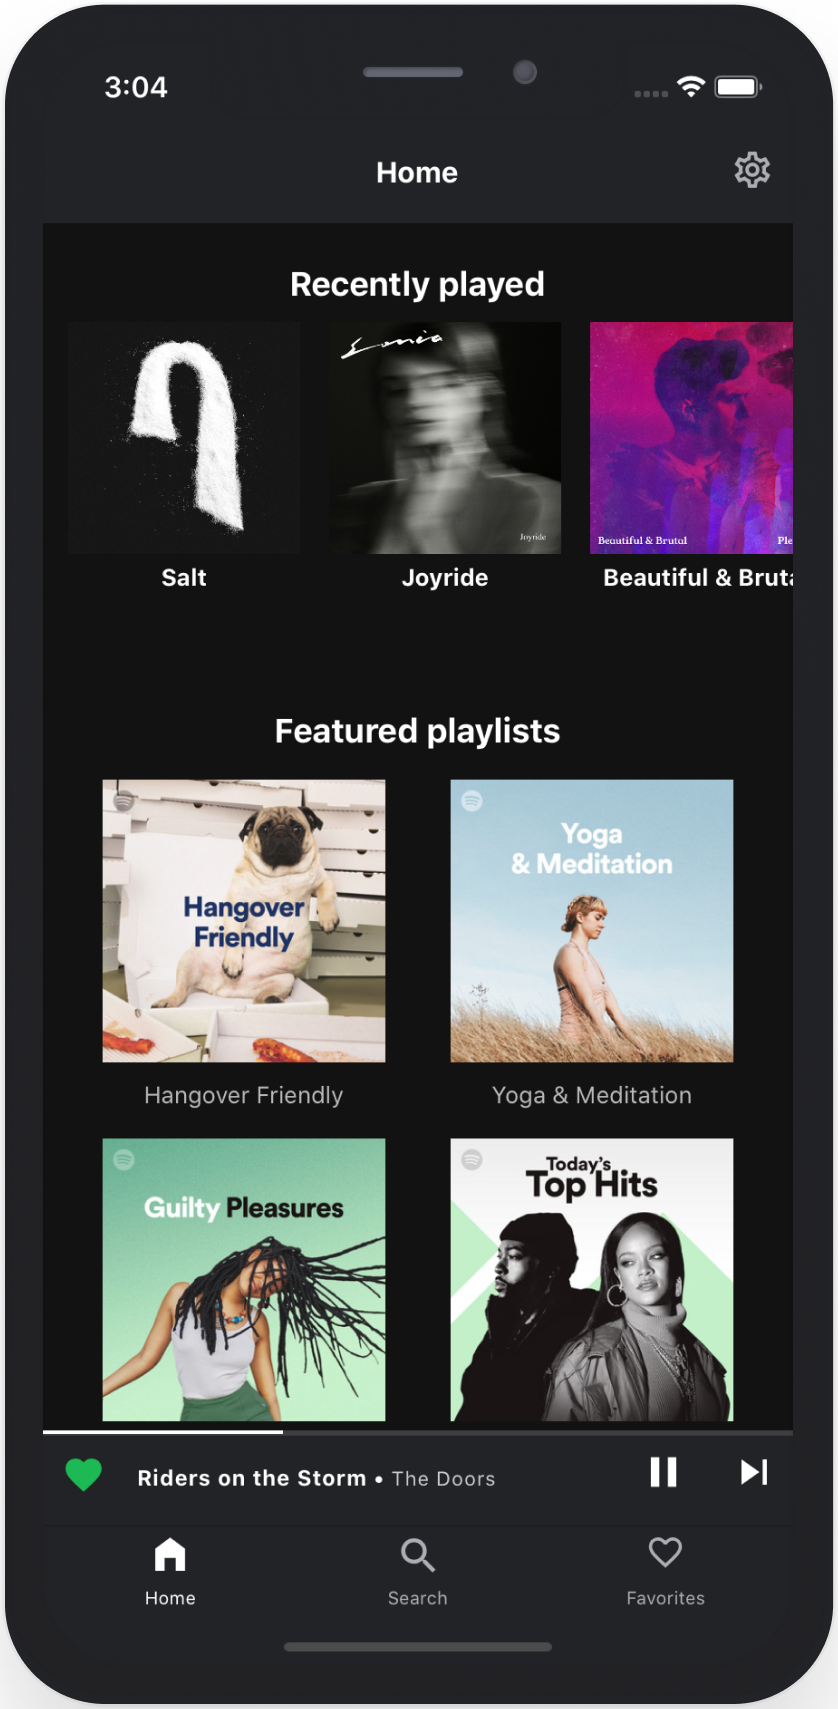 3:04
Home
Recently played
Sonia
Joyride
Beautiful & Brutal
Ple
Salt
Joyride
Beautiful & Bruta
Featured playlists
Hangover
Friendly
Yoga
& Meditation
Hangover Friendly
Yoga & Meditation
Guilty Pleasures
Today's
Top Hits
Riders on the Storm • The Doors
Home
Search
Favorites